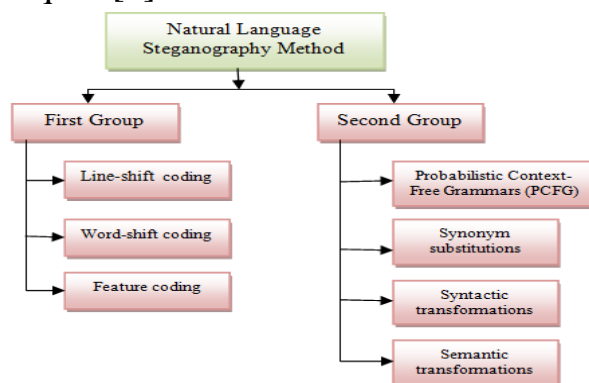 Natural Language
Steganography Method
First Group
Second Group
Line-shift coding
Word-shift coding
Feature coding
Probabilistic Context-
Free Grammars (PCFG)
Synonym
substitutions
Syntactic
transformations
Semantic
transformations